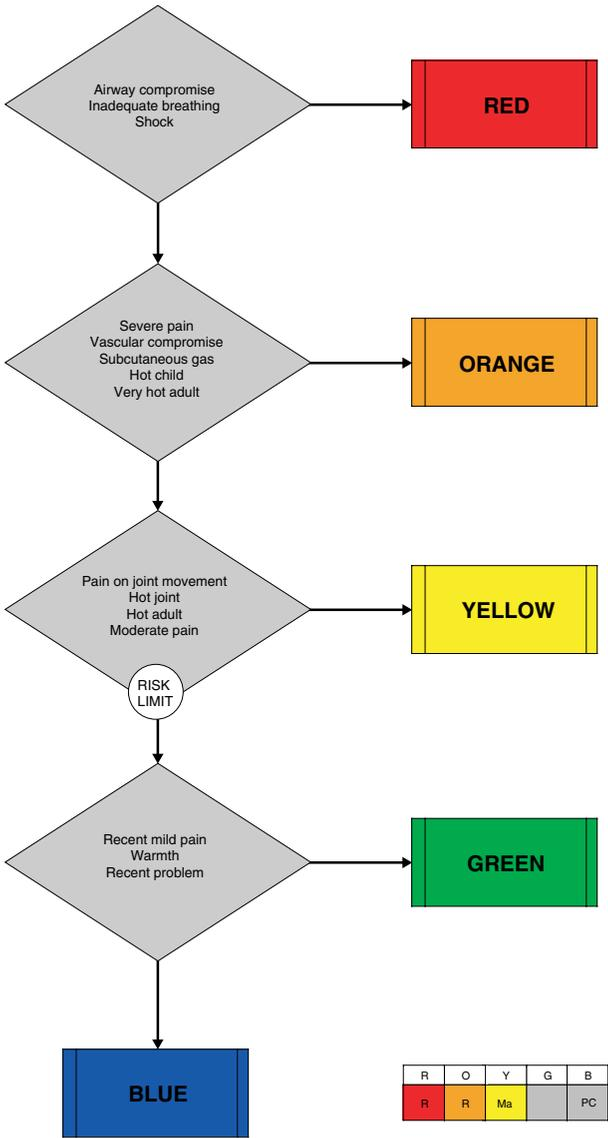 Airway compromise
Inadequate breathing
Shock
RED
Severe pain
Vascular compromise
Subcutaneous gas
Hot child
Very hot adult
ORANGE
Pain on joint movement
Hot joint
Hot adult
Moderate pain
YELLOW
RISK
LIMIT
Recent mild pain
Warmth
Recent problem
GREEN
BLUE
R O Y G B
R R Ma PC